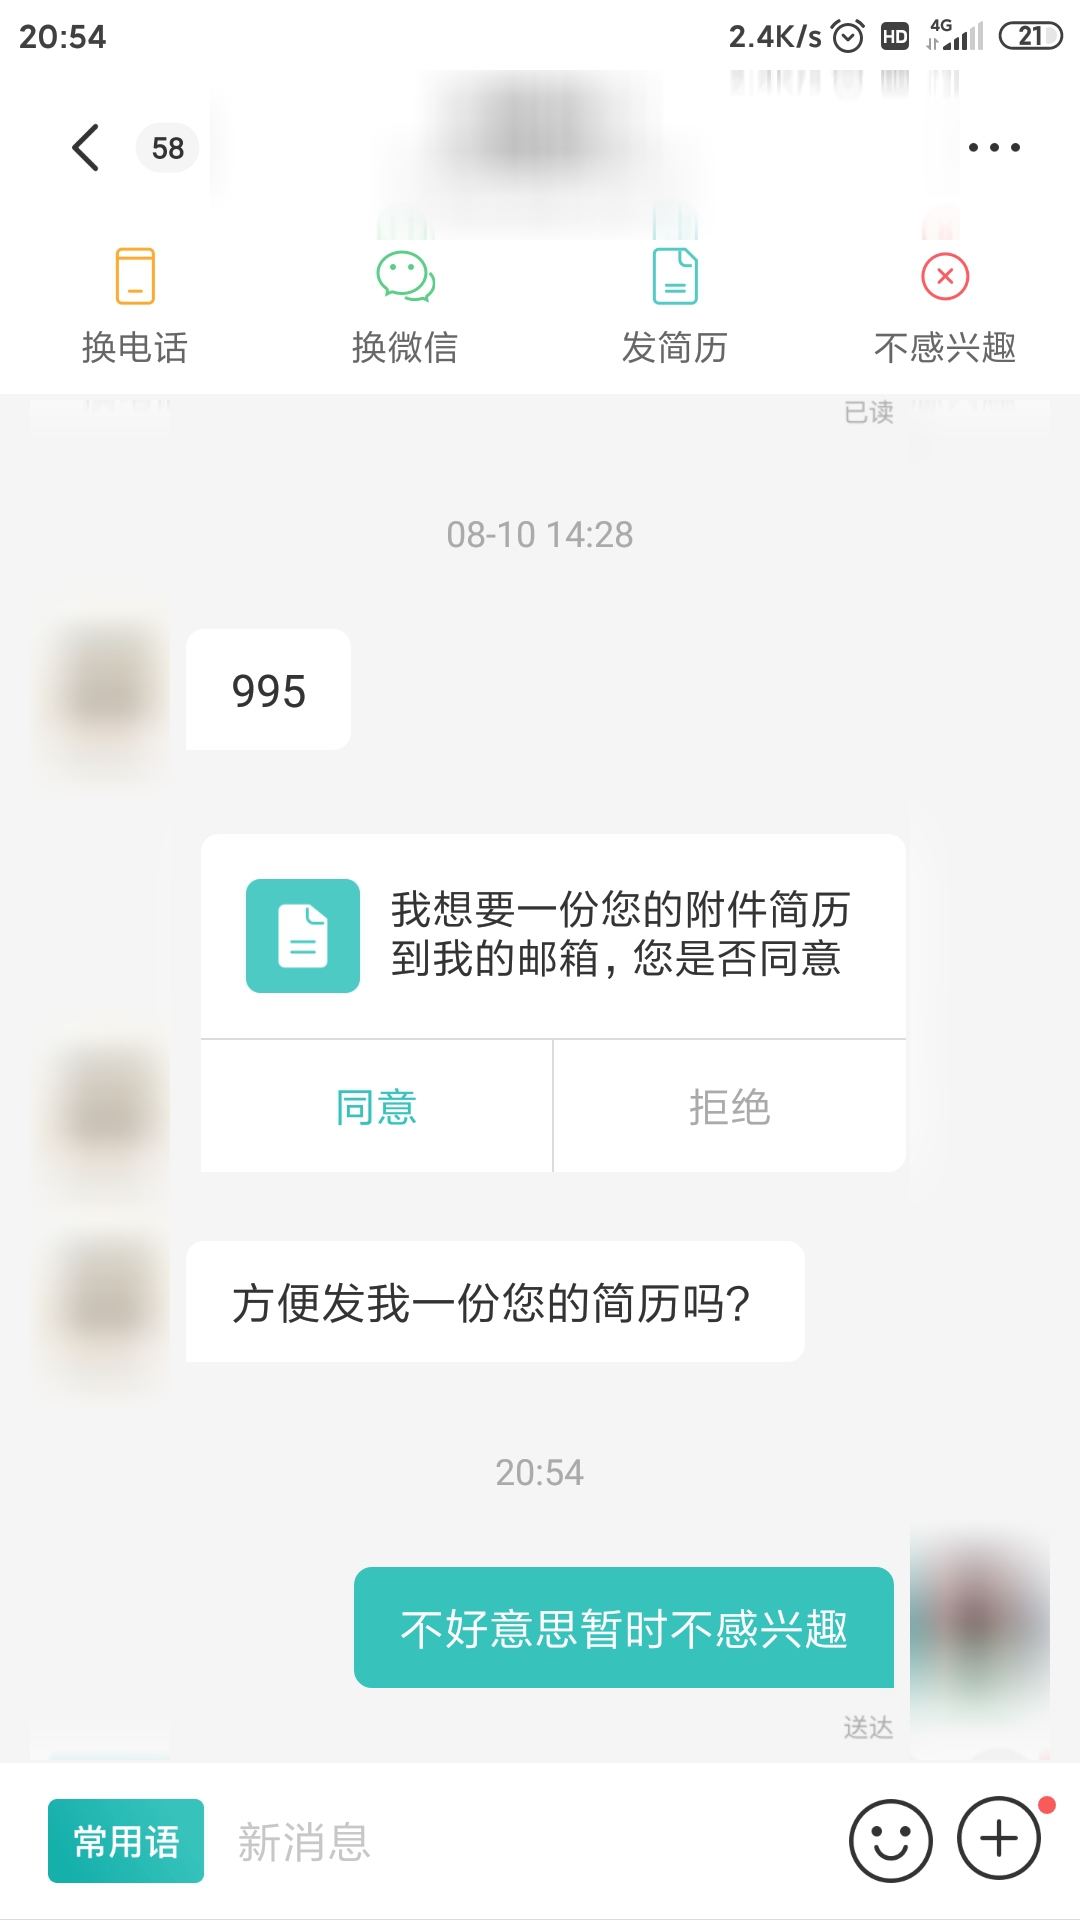 20:54
2.4K/s HD 4G 21
58
换电话 换微信 发简历 不感兴趣
已读
08-10 14:28
995
我想要一份您的附件简历
到我的邮箱，您是否同意
同意 拒绝
方便发我一份您的简历吗?
20:54
不好意思暂时不感兴趣
送达
常用语 新消息